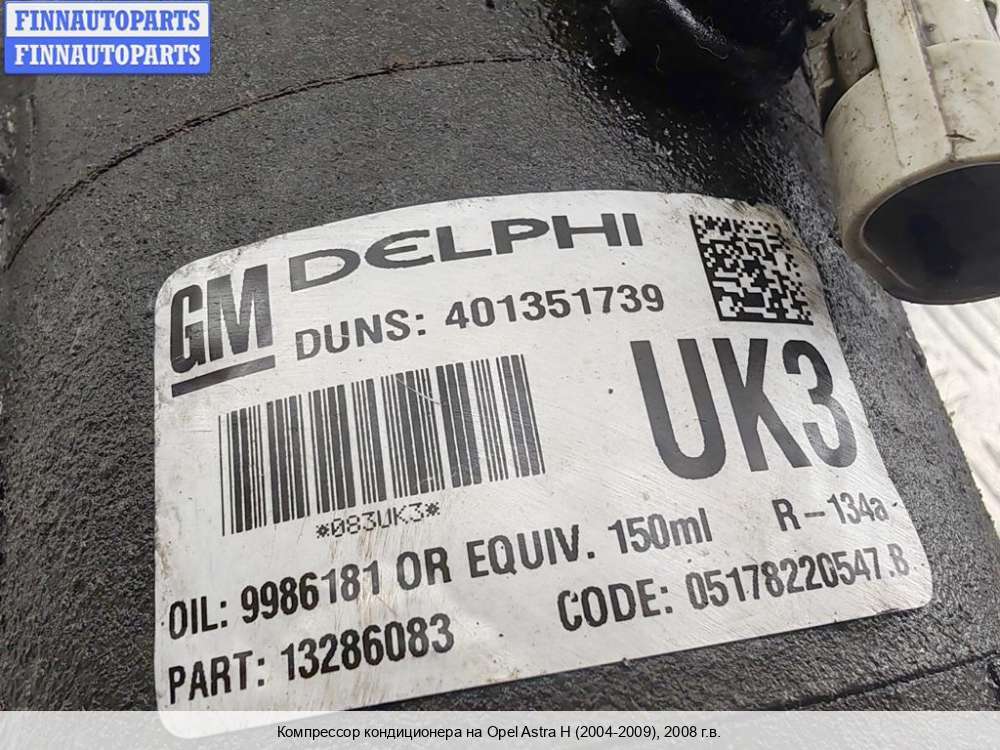 FINNAUTOPARTS
FINNAUTOPARTS
GM DELPHI
DUNS: 401351739
UK3
*083UK3*
OIL: 9986181 OR EQUIV. 150ml R-134a
PART: 13286083 CODE: 05178220547.B
Компрессор кондиционера на Opel Astra H (2004-2009), 2008 г.в.